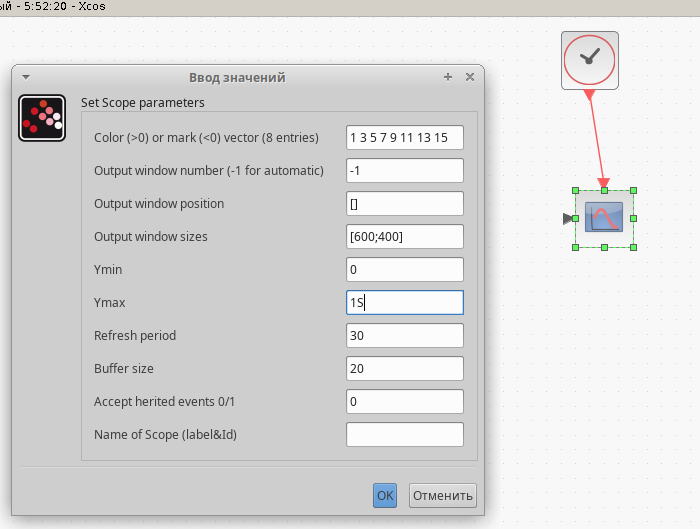 ый - 5:52:20 - Xcos
Ввод значений
Set Scope parameters
Color (>0) or mark (<0) vector (8 entries) 1 3 5 7 9 11 13 15
Output window number (-1 for automatic) -1
Output window position []
Output window sizes [600;400]
Ymin 0
Ymax 1S
Refresh period 30
Buffer size 20
Accept herited events 0/1 0
Name of Scope (label&Id)
OK Отменить